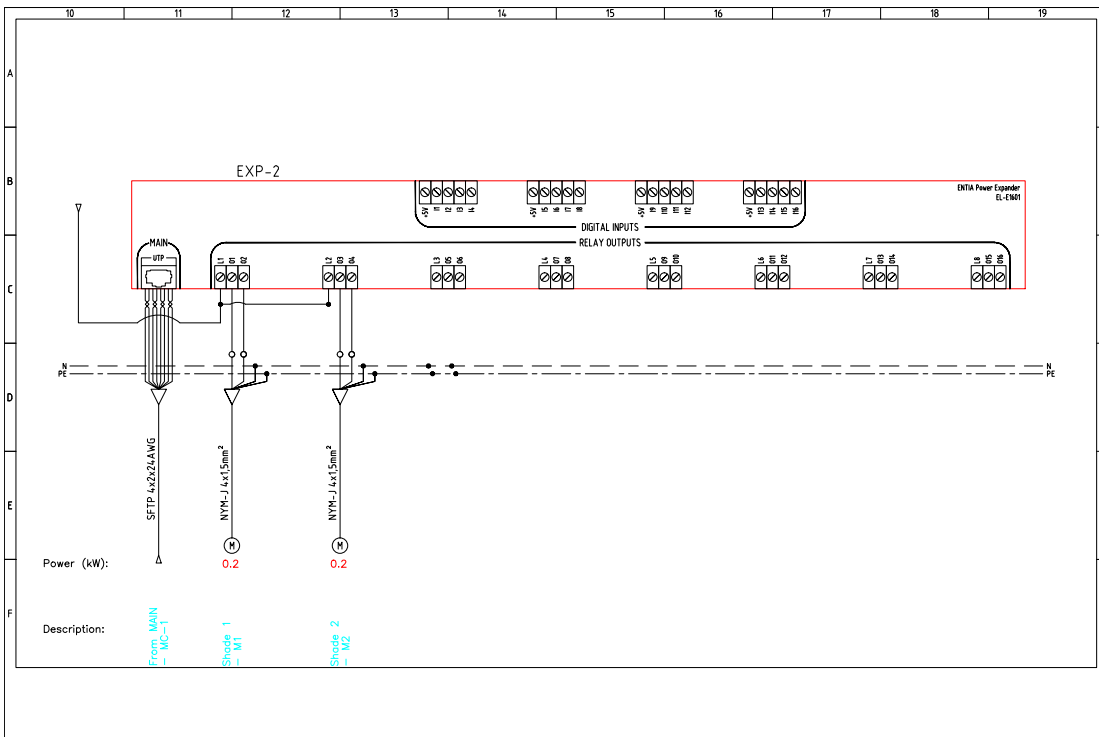 10 11 12 13 14 15 16 17 18 19
A
B
C
D
E
F
EXP-2
ENTIA Power Expander
EL-E1601
+5V I1 I2 I3 I4
+5V I5 I6 I7 I8
+5V I9 I10 I11 I12
+5V I13 I14 I15 I16
DIGITAL INPUTS
RELAY OUTPUTS
MAIN
UTP
L1 O1 O2
L2 O3 O4
L3 O5 O6
L4 O7 O8
L5 O9 O10
L6 O11 O12
L7 O13 O14
L8 O15 O16
N
PE
N
PE
SFTP 4x2x24AWG
NYM-J 4x1,5mm²
NYM-J 4x1,5mm²
M
M
Power (kW):
0.2
0.2
Description:
From MAIN
- MC-1
Shade 1
- M1
Shade 2
- M2